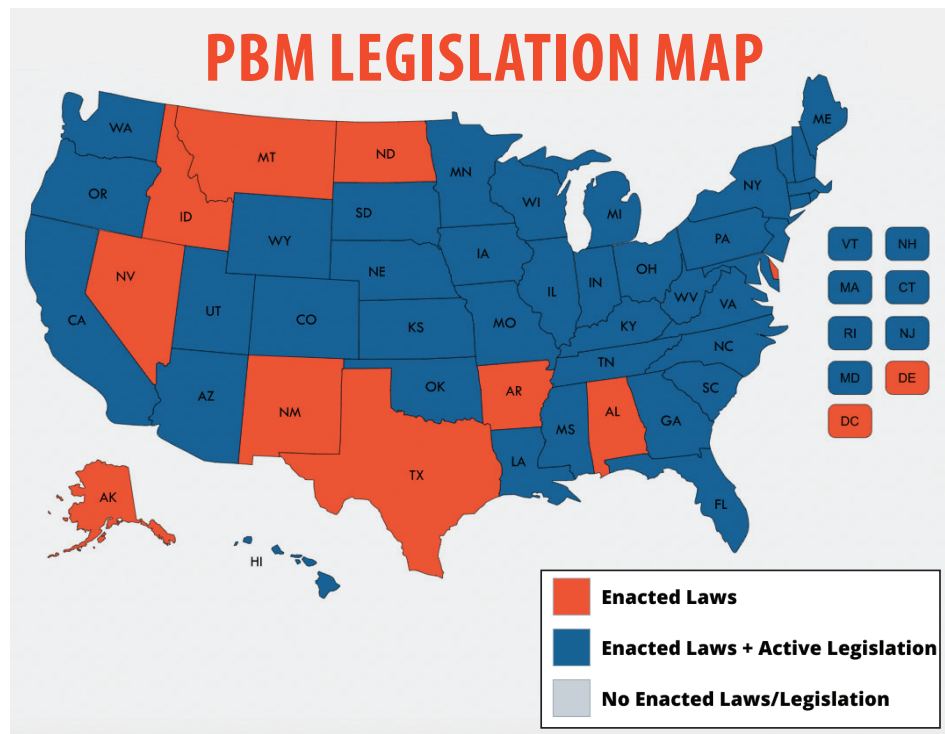 PBM LEGISLATION MAP
WA
MT
ND
MN
ME
OR
ID
SD
WI
MI
NY
WY
IA
PA
NE
NV
UT
CO
IL
IN
OH
WV
VA
CA
KS
MO
KY
NC
TN
AZ
NM
OK
AR
SC
MS
AL
GA
TX
LA
FL
AK
HI
VT NH
MA CT
RI NJ
MD DE
DC
Enacted Laws
Enacted Laws + Active Legislation
No Enacted Laws/Legislation